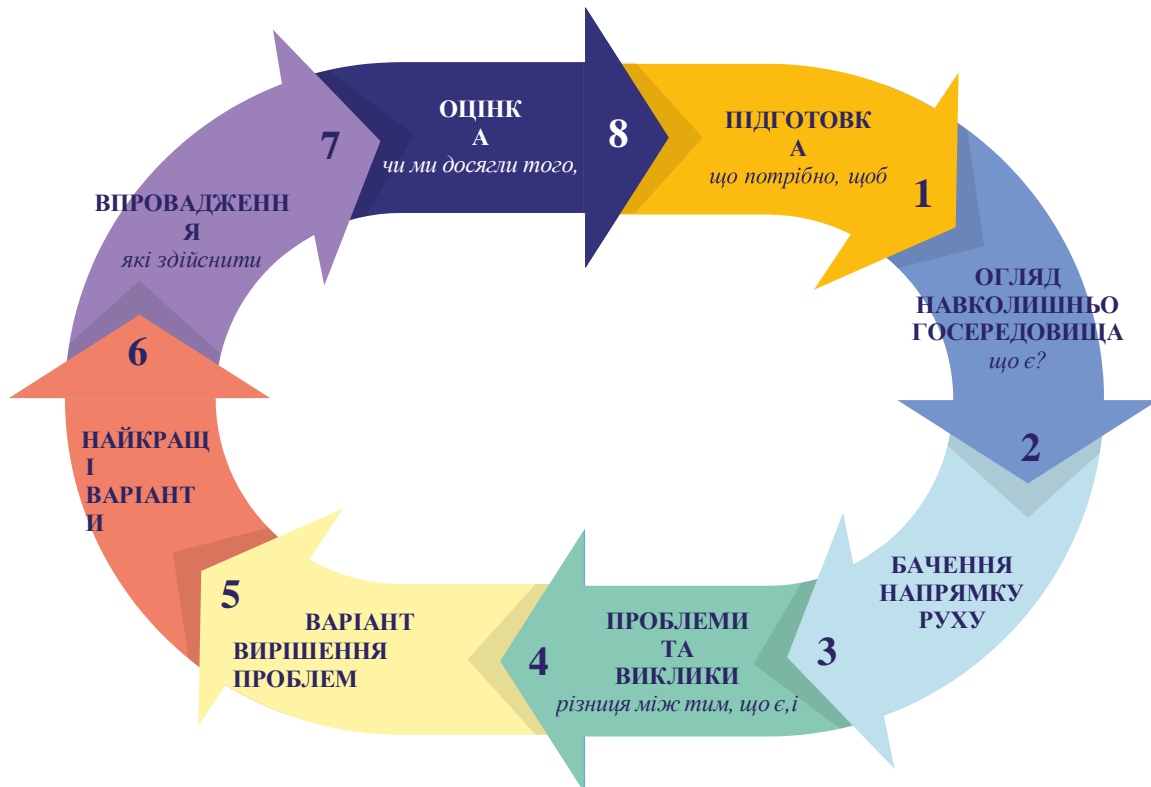 ПІДГОТОВК
А
що потрібно, щоб
1
ОГЛЯД
НАВКОЛИШНЬО
ГОСЕРЕДОВИЩА
що є?
2
БАЧЕННЯ
НАПРЯМКУ
РУХУ
3
ПРОБЛЕМИ
ТА
ВИКЛИКИ
різниця між тим, що є,і
4
ВАРІАНТ
ВИРІШЕННЯ
ПРОБЛЕМ
5
НАЙКРАЩ
І
ВАРІАНТ
И
6
ВПРОВАДЖЕНН
Я
які здійснити
7
ОЦІНК
А
чи ми досягли того,
8